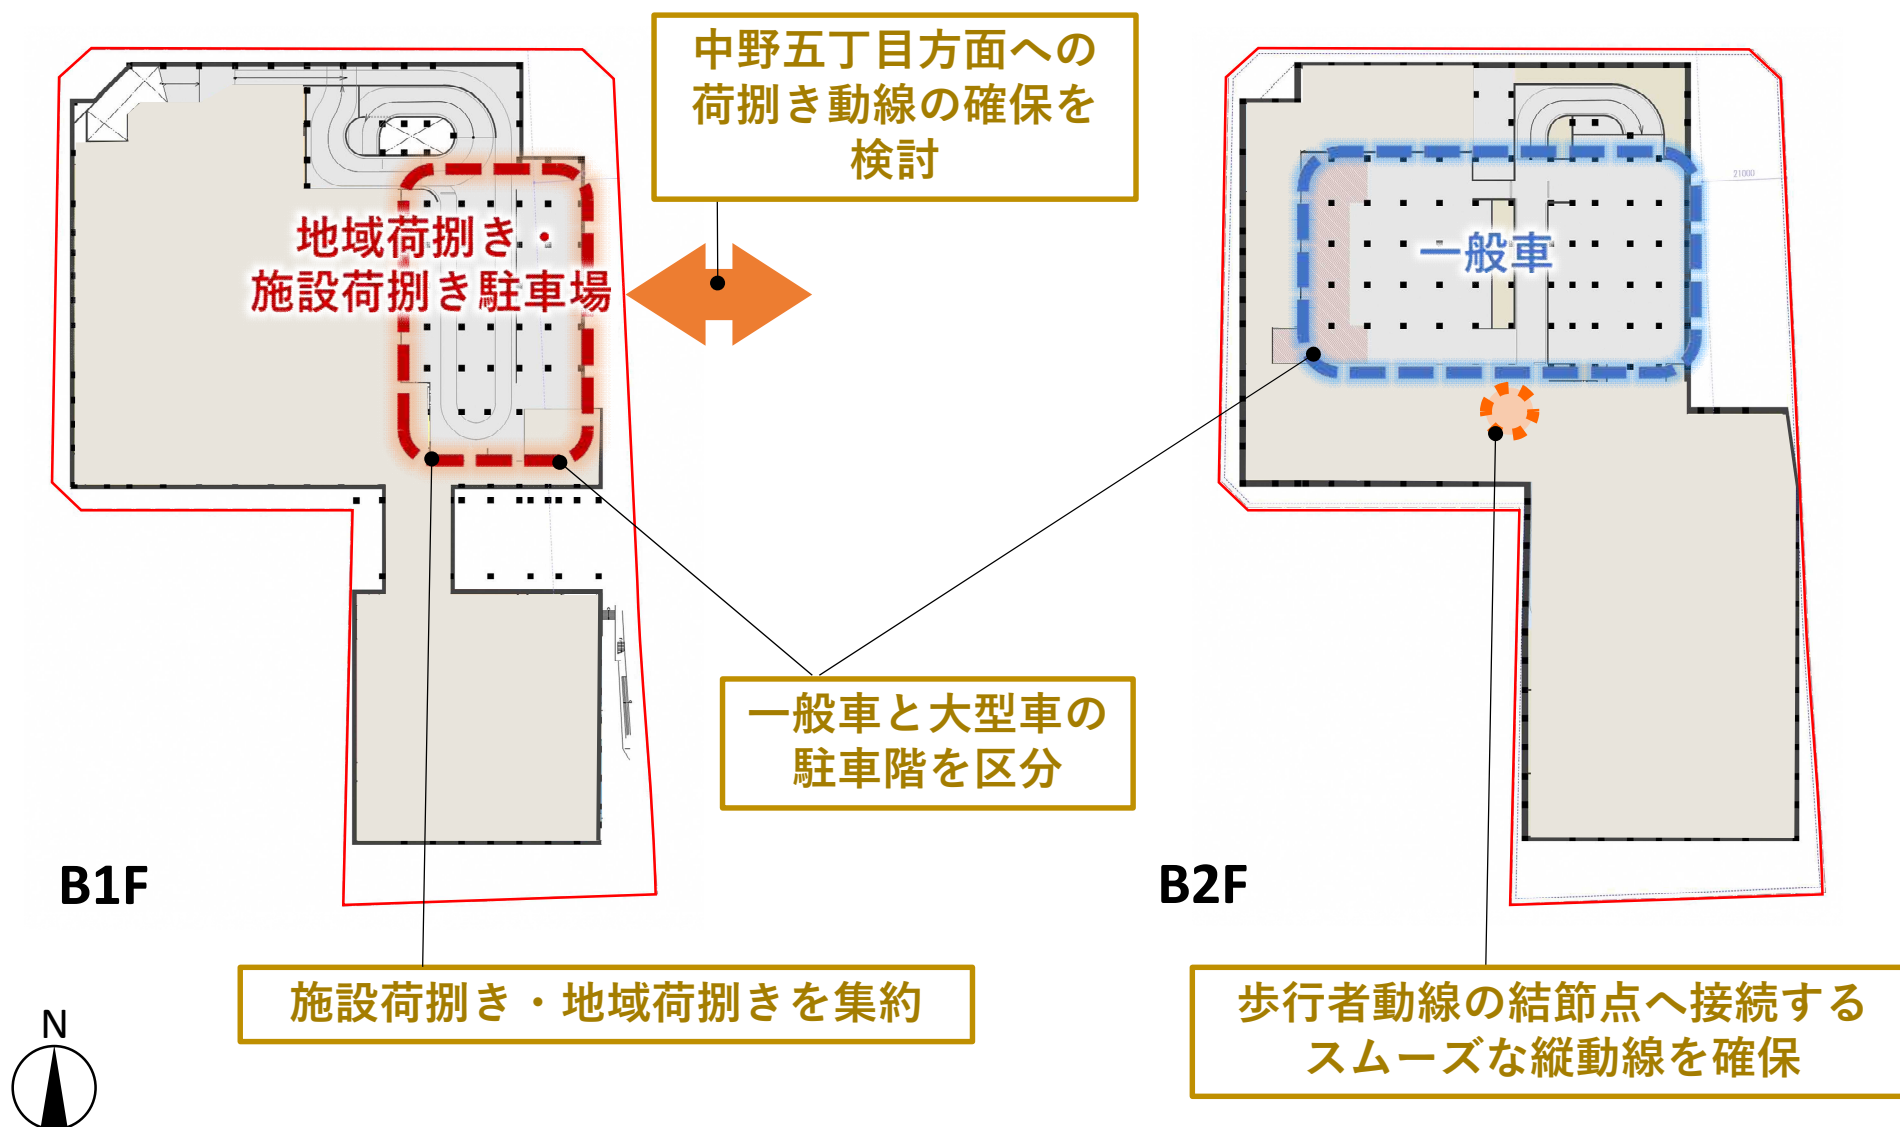 中野五丁目方面への
荷捌き動線の確保を
検討
地域荷捌き・
施設荷捌き駐車場
一般車
21000
一般車と大型車の
駐車階を区分
B1F
B2F
施設荷捌き・地域荷捌きを集約
歩行者動線の結節点へ接続する
スムーズな縦動線を確保
N